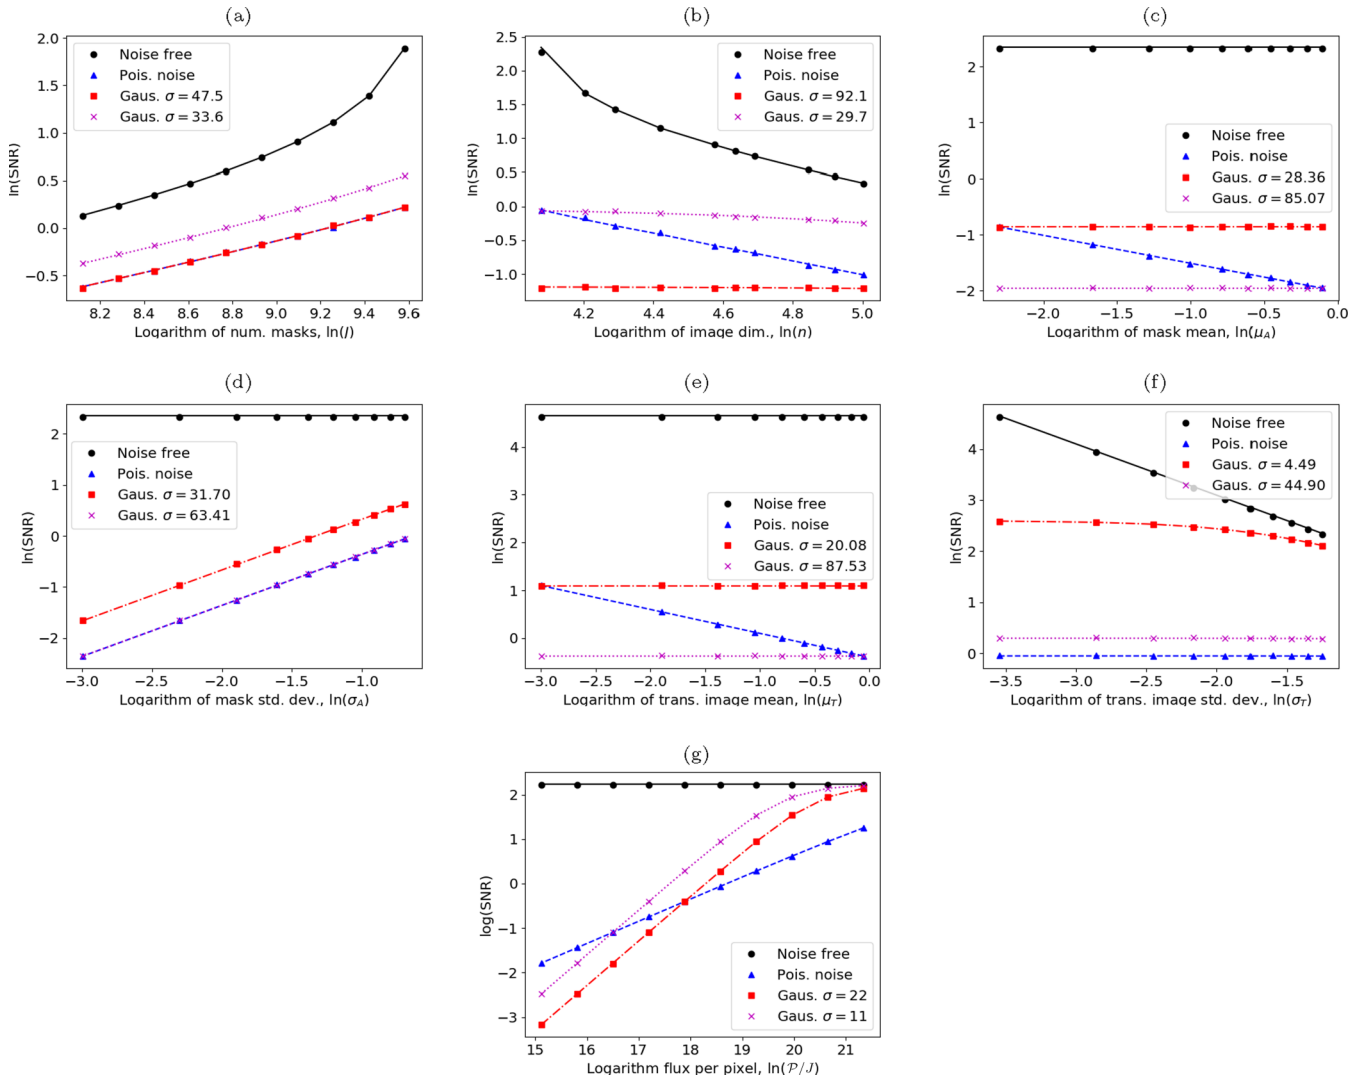 (a)
2.0
1.5
1.0
0.5
0.0
−0.5
ln(SNR)
Noise free
Pois. noise
Gaus. σ = 47.5
Gaus. σ = 33.6
8.2 8.4 8.6 8.8 9.0 9.2 9.4 9.6
Logarithm of num. masks, ln(J)
(b)
2.5
2.0
1.5
1.0
0.5
0.0
−0.5
−1.0
ln(SNR)
Noise free
Pois. noise
Gaus. σ = 92.1
Gaus. σ = 29.7
4.2 4.4 4.6 4.8 5.0
Logarithm of image dim., ln(n)
(c)
2
1
0
−1
−2
ln(SNR)
Noise free
Pois. noise
Gaus. σ = 28.36
Gaus. σ = 85.07
−2.0 −1.5 −1.0 −0.5 0.0
Logarithm of mask mean, ln(μ_A)
(d)
2
1
0
−1
−2
ln(SNR)
Noise free
Pois. noise
Gaus. σ = 31.70
Gaus. σ = 63.41
−3.0 −2.5 −2.0 −1.5 −1.0
Logarithm of mask std. dev., ln(σ_A)
(e)
4
3
2
1
0
ln(SNR)
Noise free
Pois. noise
Gaus. σ = 20.08
Gaus. σ = 87.53
−3.0 −2.5 −2.0 −1.5 −1.0 −0.5 0.0
Logarithm of trans. image mean, ln(μ_T)
(f)
4
3
2
1
0
ln(SNR)
Noise free
Pois. noise
Gaus. σ = 4.49
Gaus. σ = 44.90
−3.5 −3.0 −2.5 −2.0 −1.5
Logarithm of trans. image std. dev., ln(σ_T)
(g)
2
1
0
−1
−2
−3
log(SNR)
Noise free
Pois. noise
Gaus. σ = 22
Gaus. σ = 11
15 16 17 18 19 20 21
Logarithm flux per pixel, ln(𝒫/J)